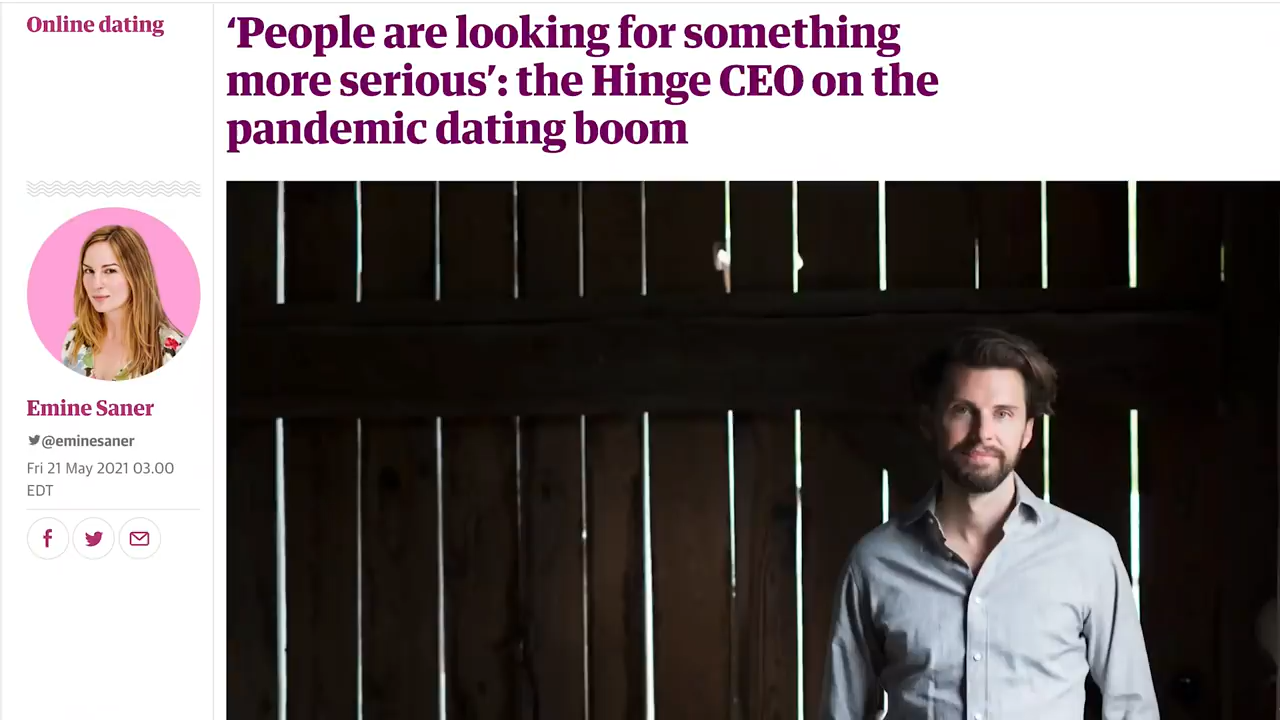 Online dating
‘People are looking for something
more serious’: the Hinge CEO on the
pandemic dating boom
Emine Saner
@eminesaner
Fri 21 May 2021 03.00
EDT